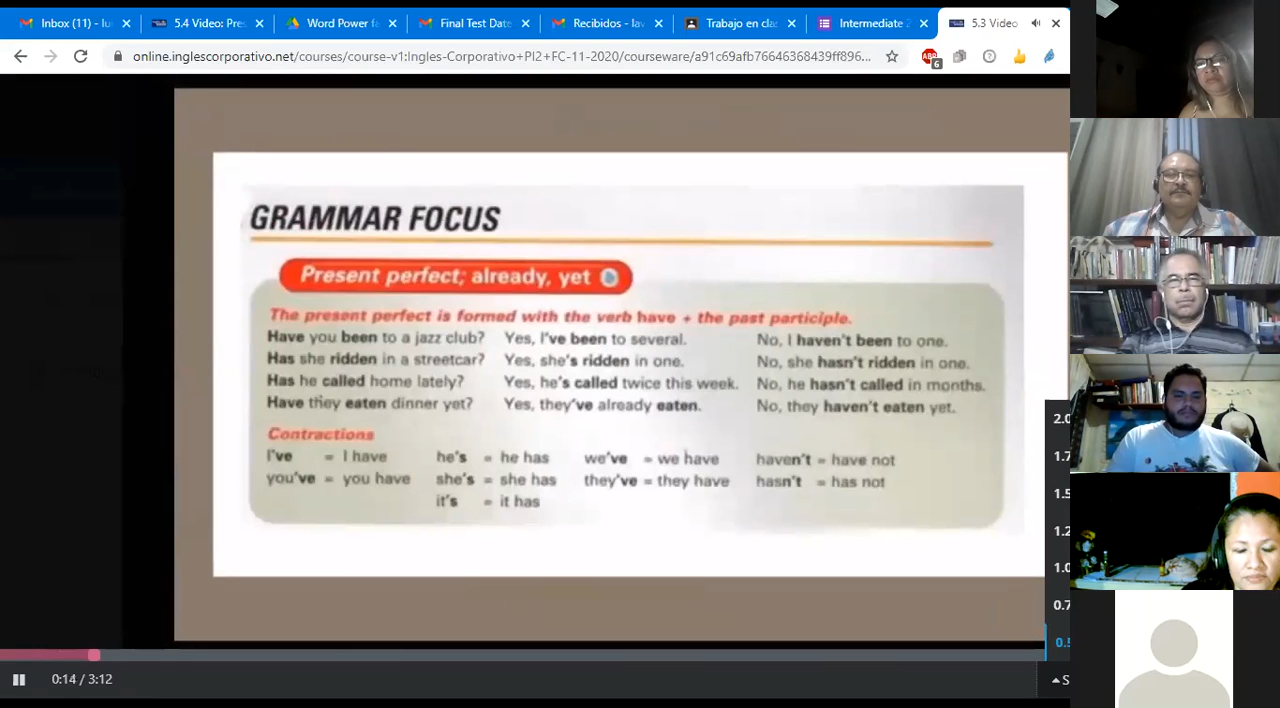 Inbox (11) - lu
5.4 Video: Pre
Word Power fa
Final Test Date
Recibidos - lav
Trabajo en cla
Intermediate 2
5.3 Video
online.inglescorporativo.net/courses/course-v1:Ingles-Corporativo+PI2+FC-11-2020/courseware/a91c69afb76646368439ff896...
ABP
6
GRAMMAR FOCUS
Present perfect; already, yet
The present perfect is formed with the verb have + the past participle.
Have you been to a jazz club? Yes, I've been to several. No, I haven't been to one.
Has she ridden in a streetcar? Yes, she's ridden in one. No, she hasn't ridden in one.
Has he called home lately? Yes, he's called twice this week. No, he hasn't called in months.
Have they eaten dinner yet? Yes, they've already eaten. No, they haven't eaten yet.
Contractions
I've = I have he's = he has we've = we have haven't = have not
you've = you have she's = she has they've = they have hasn't = has not
it's = it has
2.0
1.7
1.5
1.2
1.0
0.7
0.5
0:14 / 3:12
S